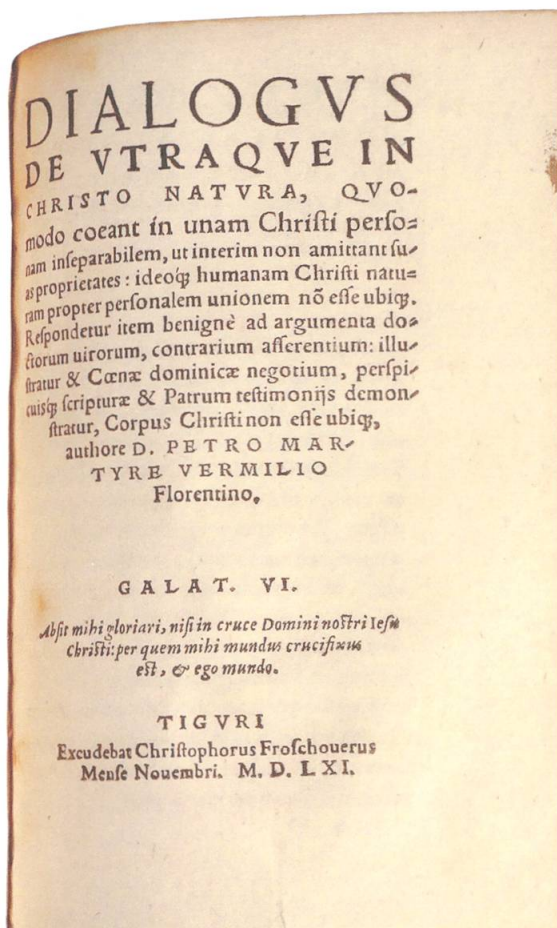 DIALOGVS
DE VTRAQVE IN
CHRISTO NATVRA, QVO-
modo coeant in unam Christi perso=
nam inseparabilem, ut interim non amittant su-
as proprietates: ideoq́ꝫ humanam Christi natu=
ram propter personalem unionem nõ esse ubiqꝫ.
Respondetur item benignè ad argumenta do=
ctorum uirorum, contrarium asserentium: illu-
stratur & Cœnæ dominicæ negotium, perspi-
cuisq́ꝫ scripturæ & Patrum testimonijs demon-
stratur, Corpus Christi non esse ubiqꝫ,
authore D. PETRO MAR-
TYRE VERMILIO
Florentino.
GALAT. VI.
Absit mihi gloriari, nisi in cruce Domini nostri Iesu
Christi: per quem mihi mundus crucifixus
est, & ego mundo.
TIGVRI
Excudebat Christophorus Froschouerus
Mense Nouembri. M. D. LXI.